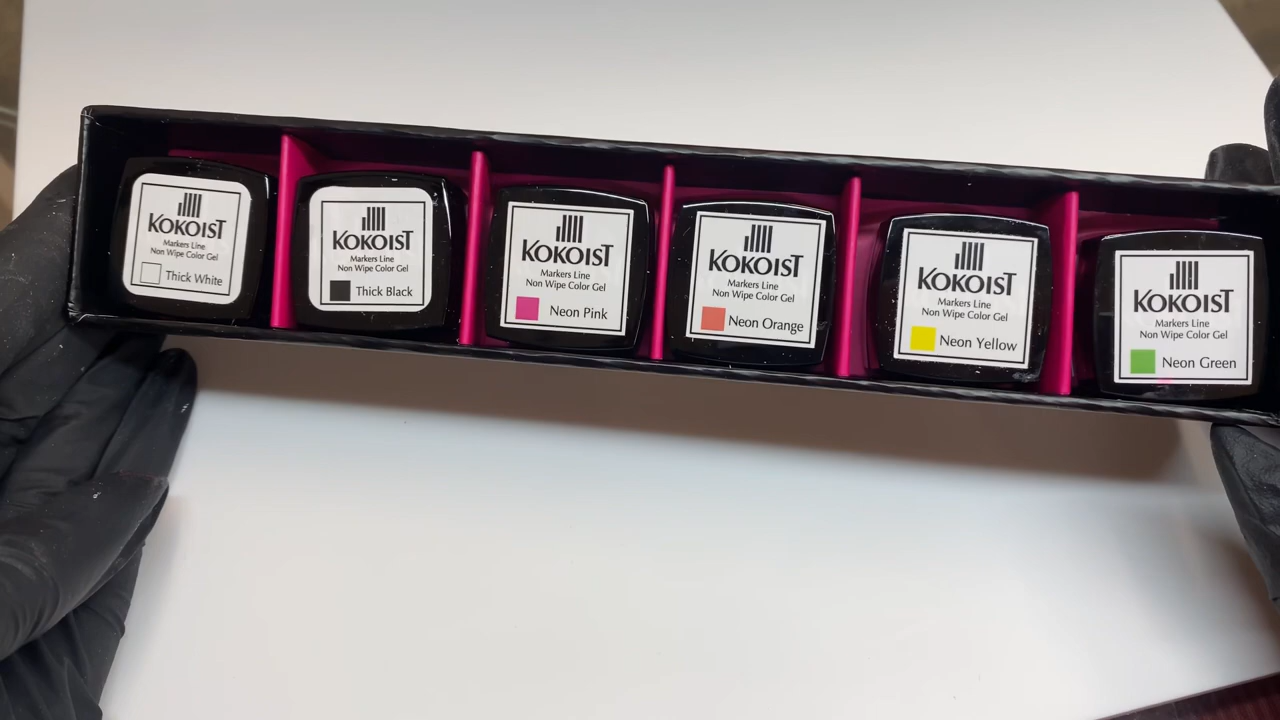 KOKOIST
Markers Line
Non Wipe Color Gel
Thick White
KOKOIST
Markers Line
Non Wipe Color Gel
Thick Black
KOKOIST
Markers Line
Non Wipe Color Gel
Neon Pink
KOKOIST
Markers Line
Non Wipe Color Gel
Neon Orange
KOKOIST
Markers Line
Non Wipe Color Gel
Neon Yellow
KOKOIST
Markers Line
Non Wipe Color Gel
Neon Green